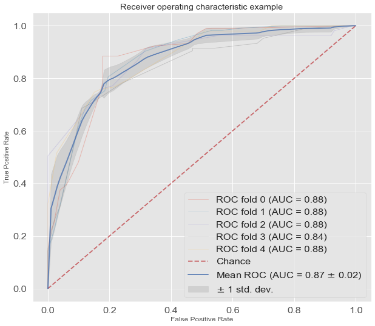 Receiver operating characteristic example
True Positive Rate
1.0
0.8
0.6
0.4
0.2
0.0
ROC fold 0 (AUC = 0.88)
ROC fold 1 (AUC = 0.88)
ROC fold 2 (AUC = 0.88)
ROC fold 3 (AUC = 0.84)
ROC fold 4 (AUC = 0.88)
Chance
Mean ROC (AUC = 0.87 ± 0.02)
± 1 std. dev.
0.0 0.2 0.4 0.6 0.8 1.0
False Positive Rate